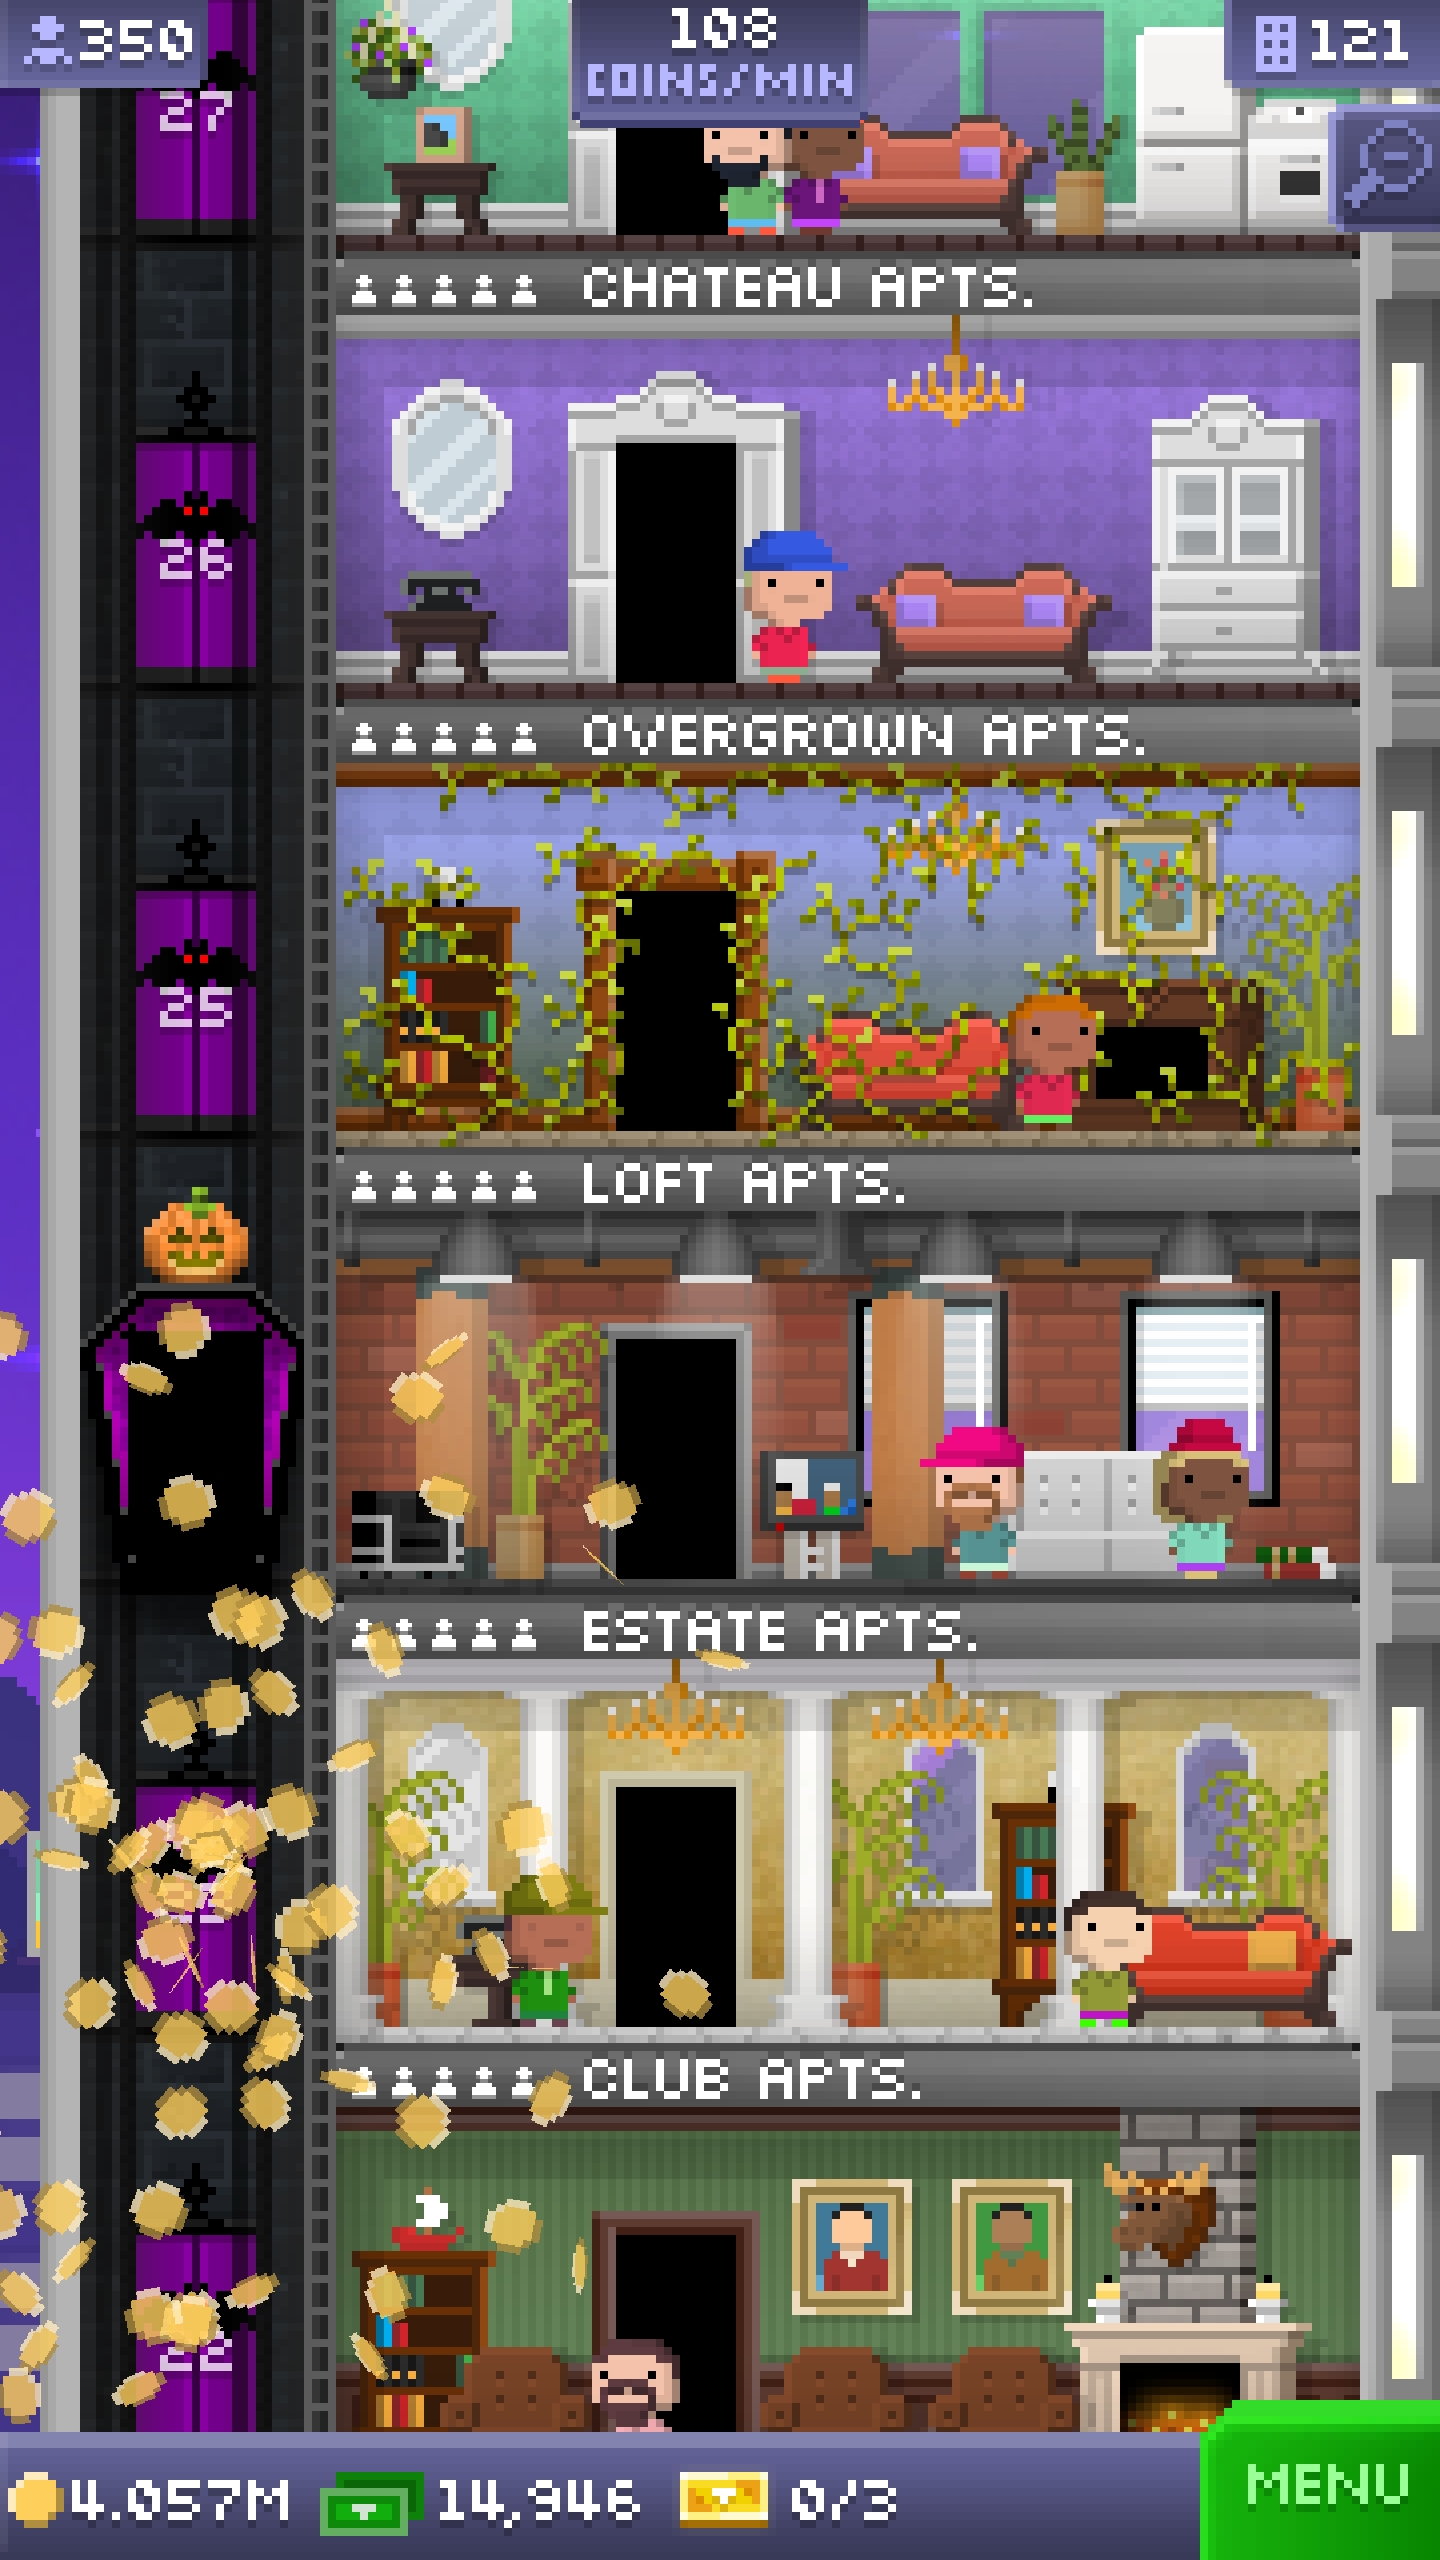 350
108
COINS/MIN
121
27
CHATEAU APTS.
26
OVERGROWN APTS.
25
LOFT APTS.
ESTATE APTS.
CLUB APTS.
22
4.057M
14,946
0/3
MENU